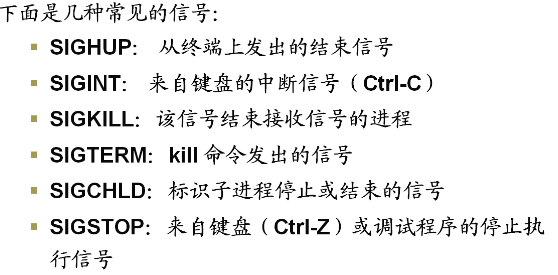 下面是几种常见的信号：
SIGHUP： 从终端上发出的结束信号
SIGINT： 来自键盘的中断信号（Ctrl-C）
SIGKILL：该信号结束接收信号的进程
SIGTERM：kill 命令发出的信号
SIGCHLD：标识子进程停止或结束的信号
SIGSTOP：来自键盘（Ctrl-Z）或调试程序的停止执
行信号